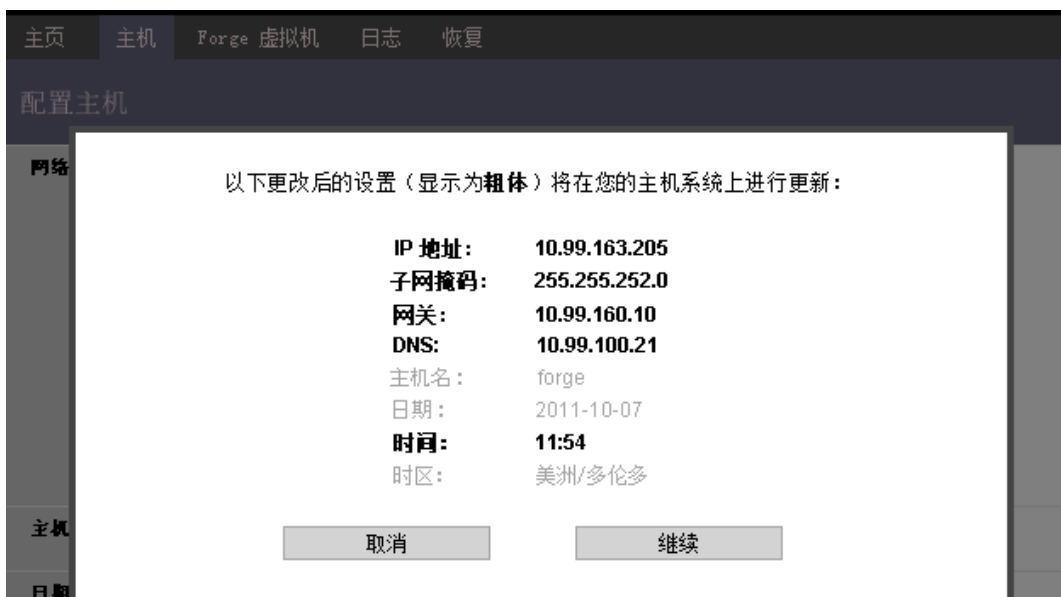 主页 主机 Forge 虚拟机 日志 恢复
配置主机
网络
以下更改后的设置（显示为粗体）将在您的主机系统上进行更新：
IP 地址： 10.99.163.205
子网掩码： 255.255.252.0
网关： 10.99.160.10
DNS: 10.99.100.21
主机名： forge
日期： 2011-10-07
时间： 11:54
时区： 美洲/多伦多
主机
取消 继续
日期